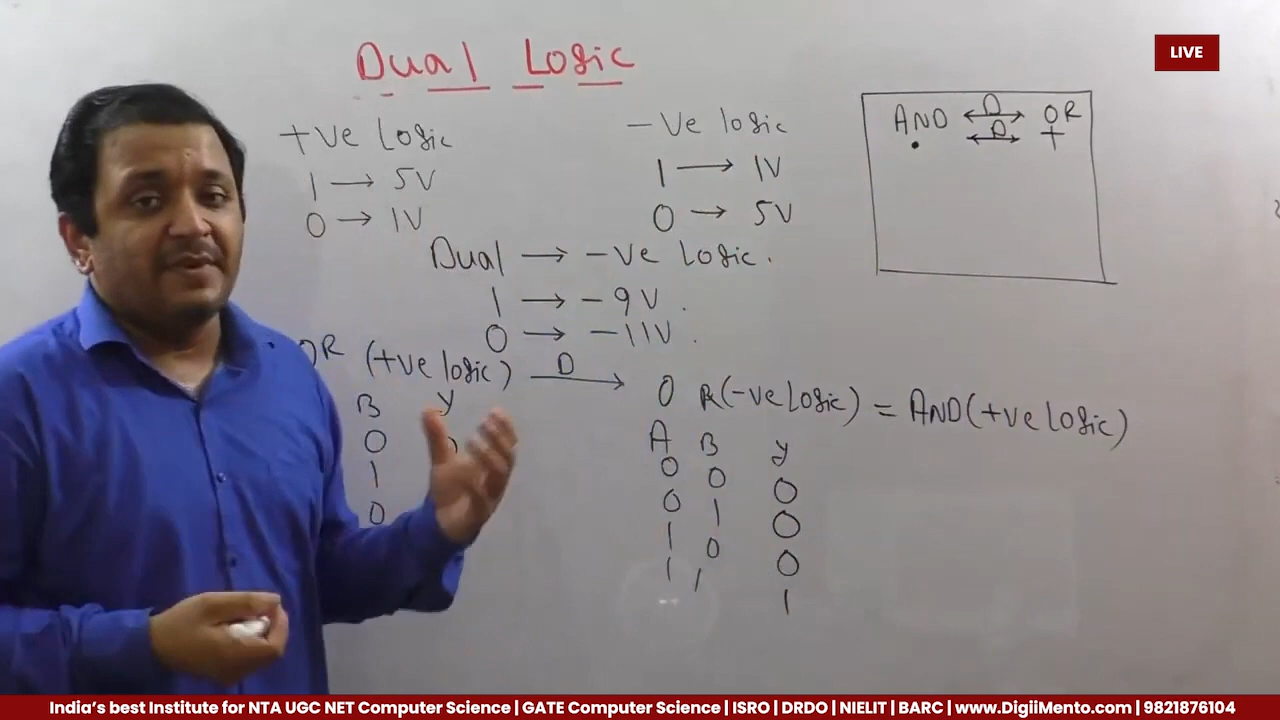 LIVE
Dual Logic
+ve logic
1 → 5V
0 → 1V
-ve logic
1 → 1V
0 → 5V
AND ←D→ OR
. ←D→ +
Dual → -ve logic.
1 → -9V.
0 → -11V.
OR (+ve logic) D→ OR(-ve logic) = AND(+ve logic)
B y
0
1
0
A B y
0 0 0
0 1 0
1 0 0
1 1 1
India's best Institute for NTA UGC NET Computer Science | GATE Computer Science | ISRO | DRDO | NIELIT | BARC | www.DigiiMento.com | 9821876104